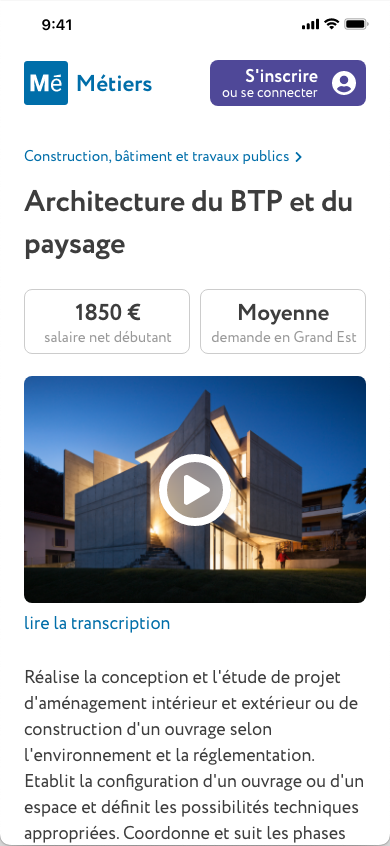 9:41
Mē Métiers
S'inscrire
ou se connecter
Construction, bâtiment et travaux publics
Architecture du BTP et du
paysage
1850 €
salaire net débutant
Moyenne
demande en Grand Est
lire la transcription
Réalise la conception et l'étude de projet
d'aménagement intérieur et extérieur ou de
construction d'un ouvrage selon
l'environnement et la réglementation.
Etablit la configuration d'un ouvrage ou d'un
espace et définit les possibilités techniques
appropriées. Coordonne et suit les phases